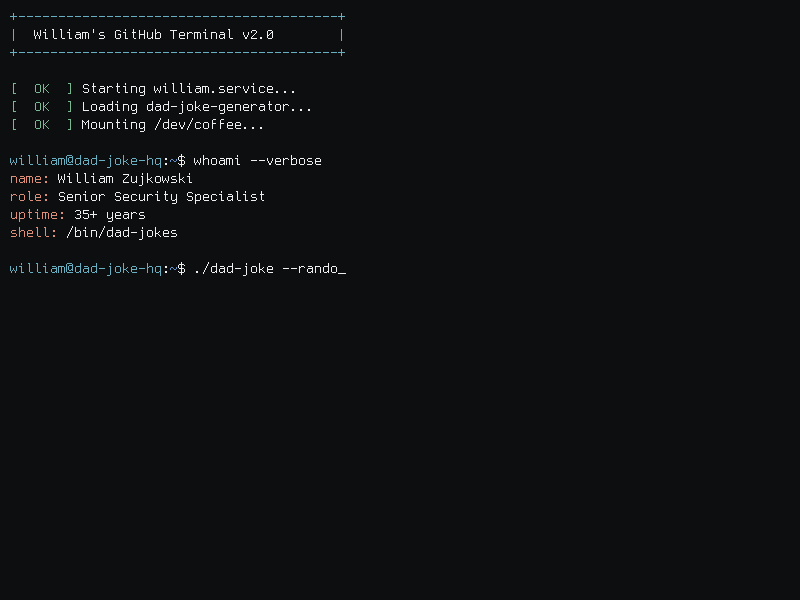 +----------------------------------------+
|  William's GitHub Terminal v2.0        |
+----------------------------------------+
[  OK  ] Starting william.service...
[  OK  ] Loading dad-joke-generator...
[  OK  ] Mounting /dev/coffee...
william@dad-joke-hq:~$ whoami --verbose
name: William Zujkowski
role: Senior Security Specialist
uptime: 35+ years
shell: /bin/dad-jokes
william@dad-joke-hq:~$ ./dad-joke --rando_